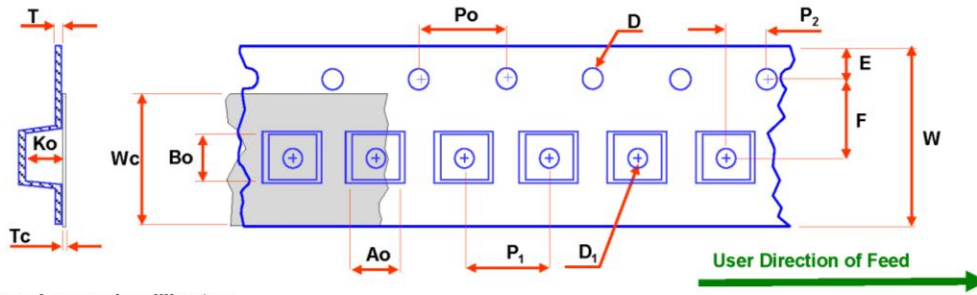 T
Po
D
P2
E
F
W
Ko
Wc
Bo
Tc
Ao
P1
D1
User Direction of Feed